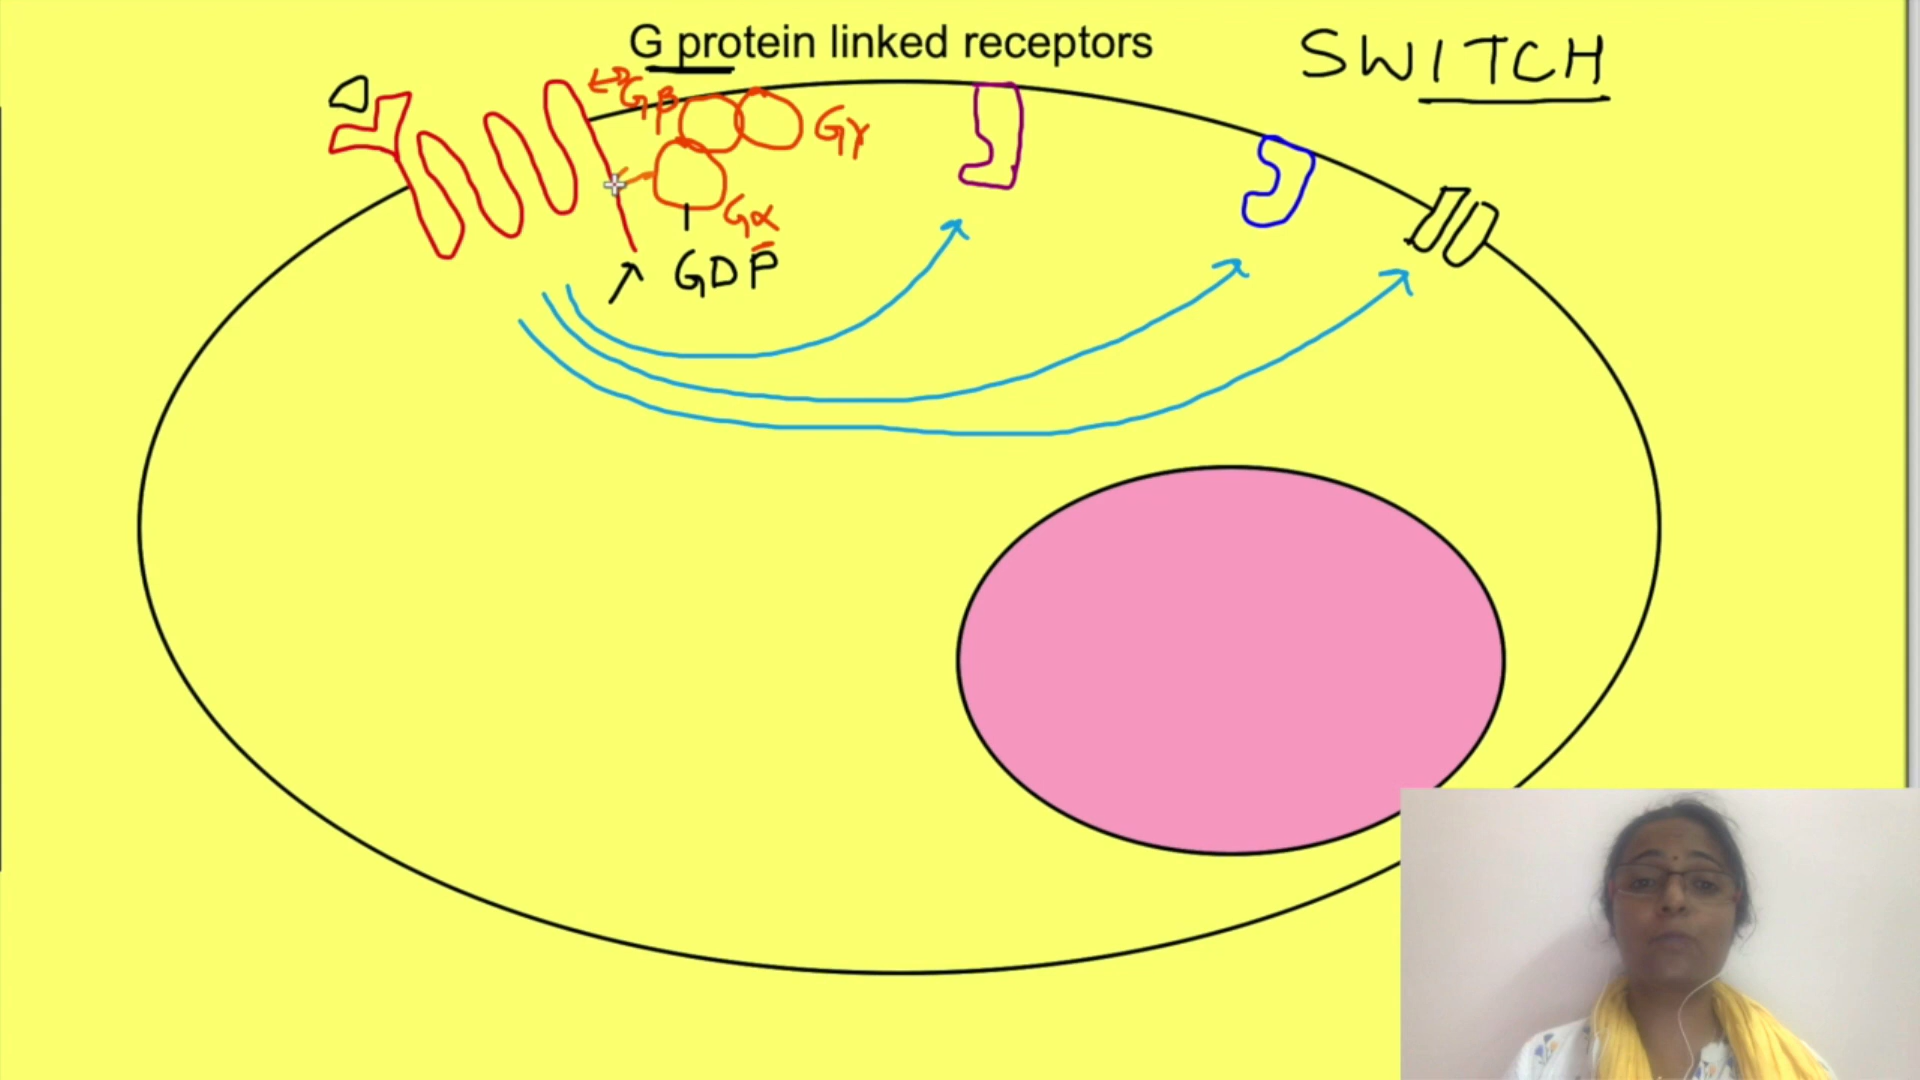 G protein linked receptors
SWITCH
Gβ
Gγ
Gα
GDP